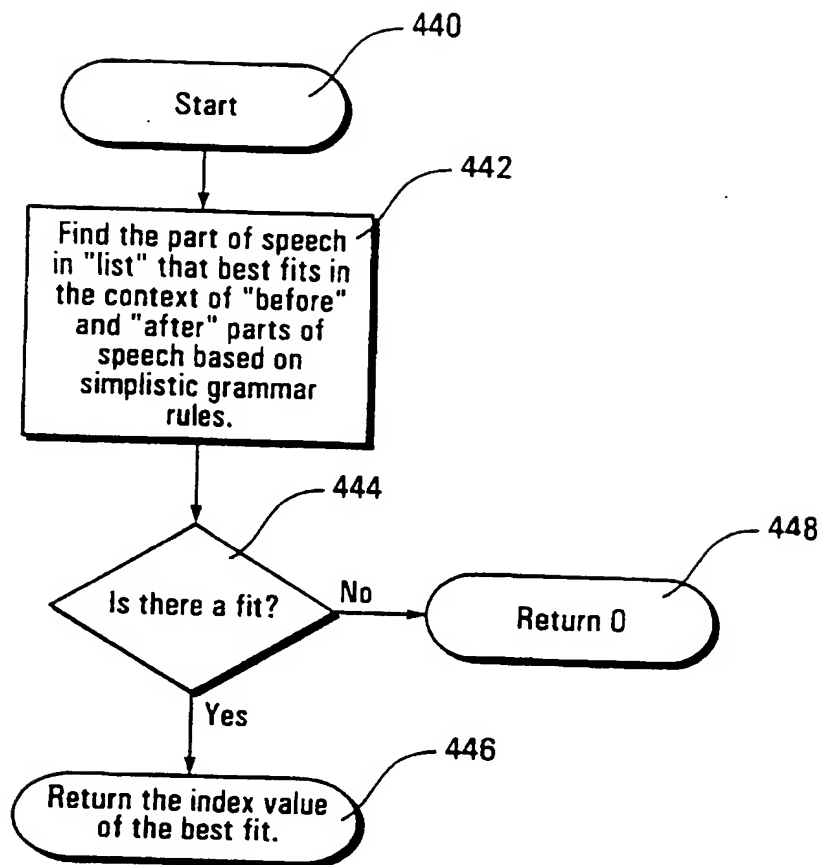 440
Start
442
Find the part of speech
in "list" that best fits in
the context of "before"
and "after" parts of
speech based on
simplistic grammar
rules.
444
448
Is there a fit?
No
Return 0
Yes
446
Return the index value
of the best fit.